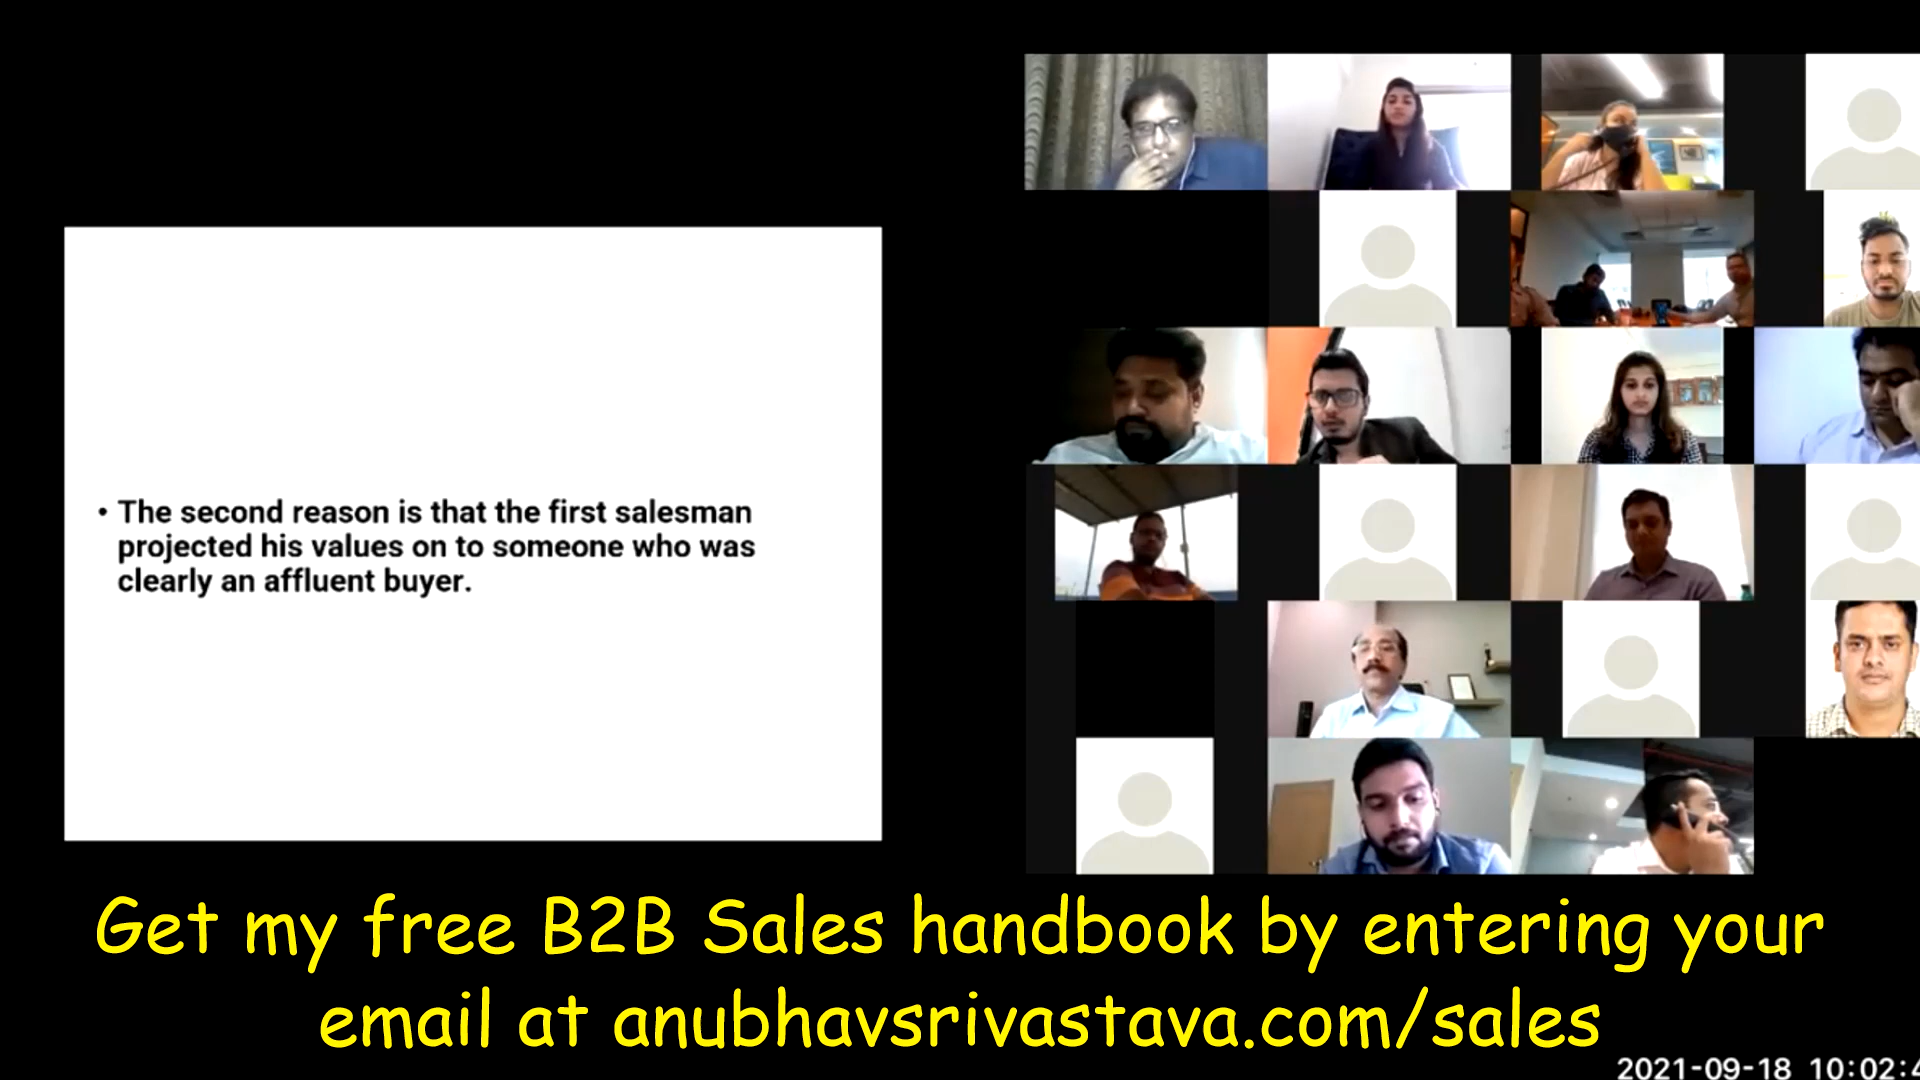 • The second reason is that the first salesman
projected his values on to someone who was
clearly an affluent buyer.
Get my free B2B Sales handbook by entering your
email at anubhavsrivastava.com/sales
2021-09-18 10:02:4